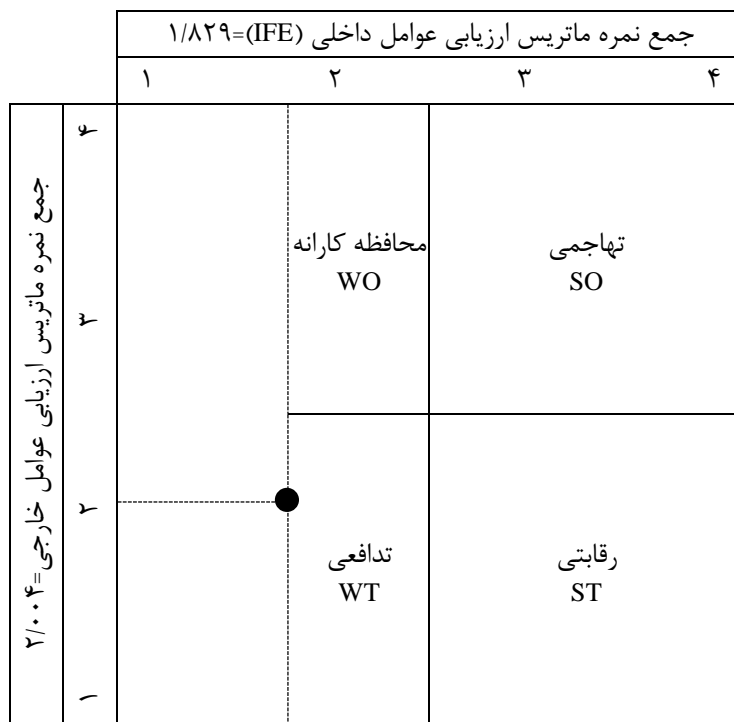 جمع نمره ماتریس ارزیابی عوامل داخلی (IFE)=۱/۸۲۹
۱ ۲ ۳ ۴
جمع نمره ماتریس ارزیابی عوامل خارجی=۲/۰۰۴
۴
۳
۲
۱
تهاجمی
SO
محافظه کارانه
WO
رقابتی
ST
تدافعی
WT